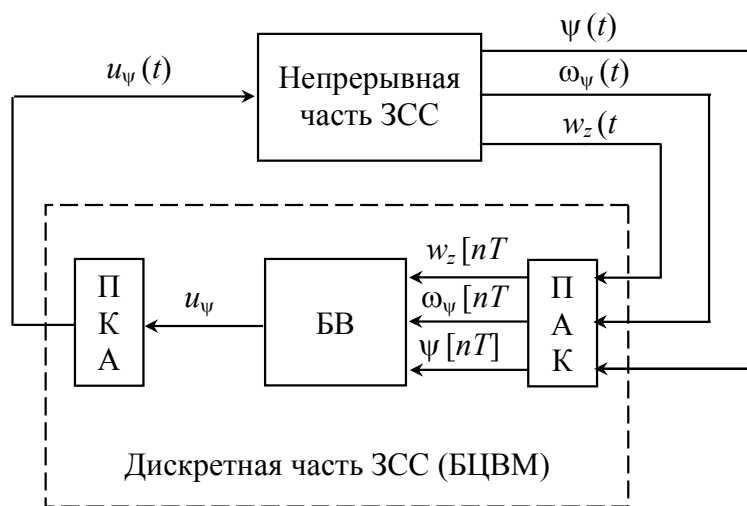 ψ(t)
u_ψ(t)
Непрерывная
часть ЗСС
ω_ψ(t)
w_z(t
П
К
А
u_ψ
БВ
w_z[nT
ω_ψ[nT
ψ[nT]
П
А
К
Дискретная часть ЗСС (БЦВМ)